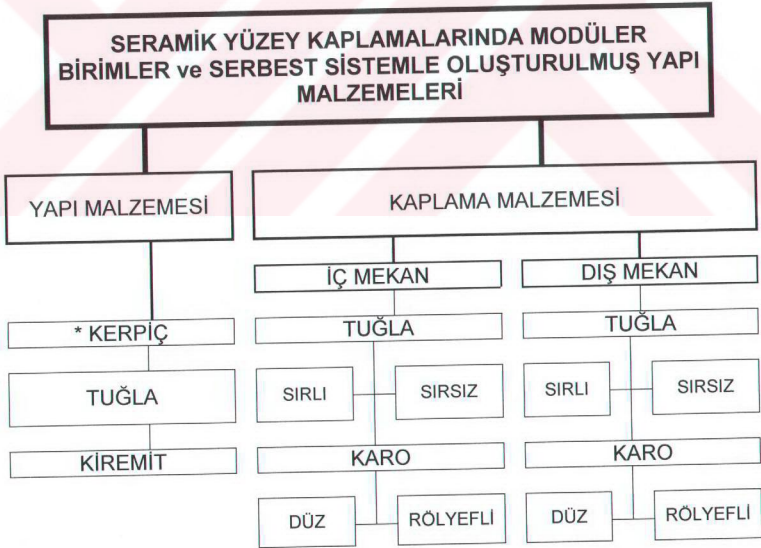 SERAMİK YÜZEY KAPLAMALARINDA MODÜLER
BİRİMLER ve SERBEST SİSTEMLE OLUŞTURULMUŞ YAPI
MALZEMELERİ
YAPI MALZEMESİ
KAPLAMA MALZEMESİ
İÇ MEKAN
DIŞ MEKAN
* KERPİÇ
TUĞLA
TUĞLA
TUĞLA
SIRLI
SIRSIZ
SIRLI
SIRSIZ
KİREMİT
KARO
KARO
DÜZ
RÖLYEFLİ
DÜZ
RÖLYEFLİ